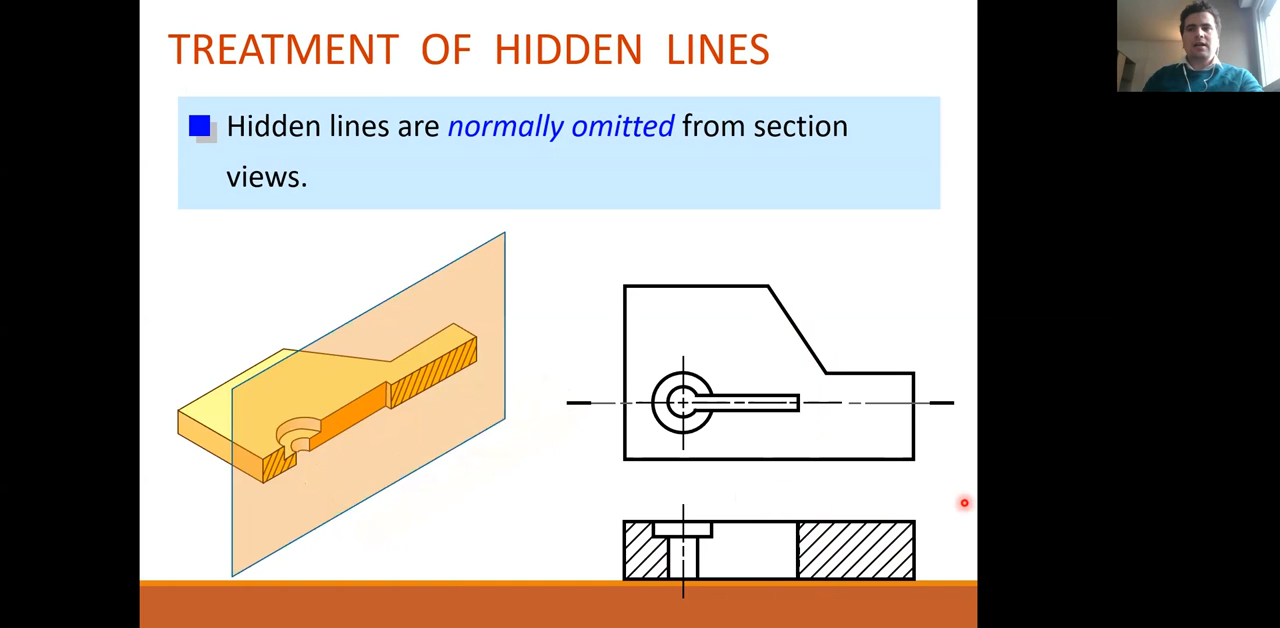 TREATMENT OF HIDDEN LINES
Hidden lines are normally omitted from section
views.